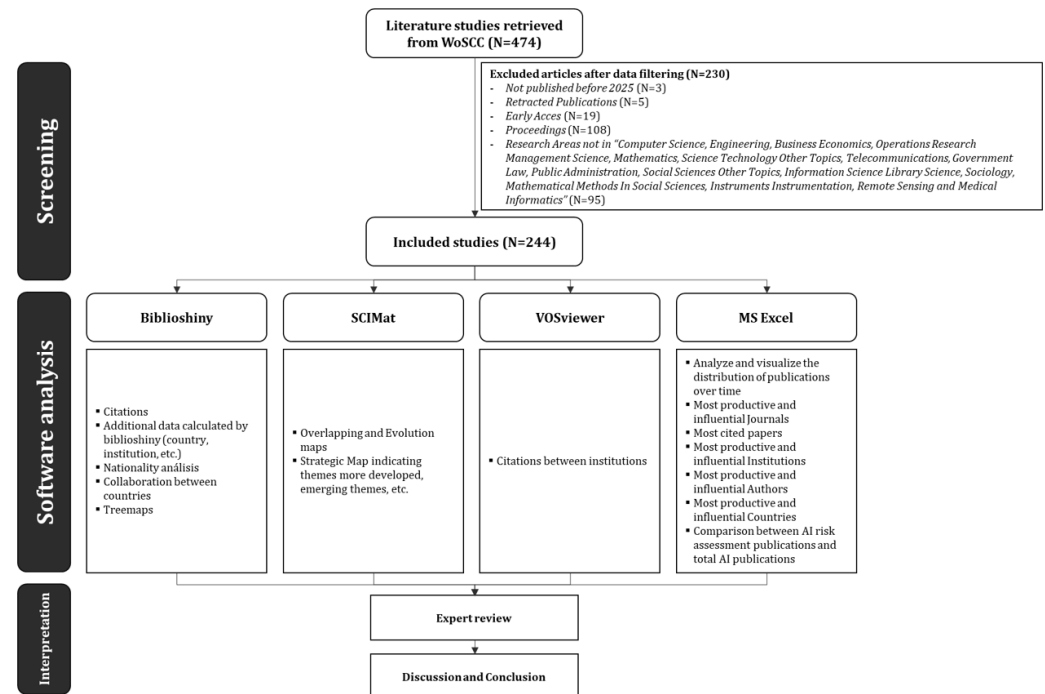 Literature studies retrieved
from WoSCC (N=474)
Screening
Excluded articles after data filtering (N=230)
- Not published before 2025 (N=3)
- Retracted Publications (N=5)
- Early Acces (N=19)
- Proceedings (N=108)
- Research Areas not in "Computer Science, Engineering, Business Economics, Operations Research
Management Science, Mathematics, Science Technology Other Topics, Telecommunications, Government
Law, Public Administration, Social Sciences Other Topics, Information Science Library Science, Sociology,
Mathematical Methods In Social Sciences, Instruments Instrumentation, Remote Sensing and Medical
Informatics" (N=95)
Included studies (N=244)
Software analysis
Biblioshiny
▪ Citations
▪ Additional data calculated by
biblioshiny (country,
institution, etc.)
▪ Nationality análisis
▪ Collaboration between
countries
▪ Treemaps
SCIMat
▪ Overlapping and Evolution
maps
▪ Strategic Map indicating
themes more developed,
emerging themes, etc.
VOSviewer
▪ Citations between institutions
MS Excel
▪ Analyze and visualize the
distribution of publications
over time
▪ Most productive and
influential Journals
▪ Most cited papers
▪ Most productive and
influential Institutions
▪ Most productive and
influential Authors
▪ Most productive and
influential Countries
▪ Comparison between AI risk
assessment publications and
total AI publications
Interpretation
Expert review
Discussion and Conclusion